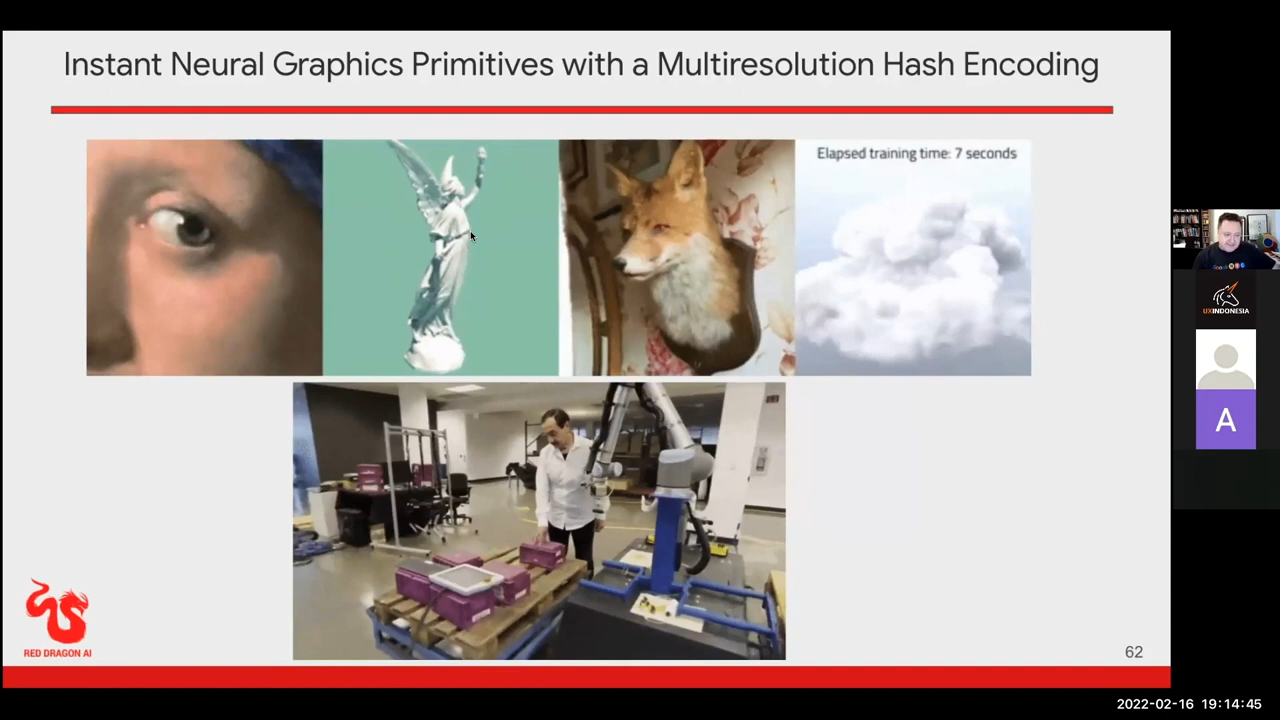 Instant Neural Graphics Primitives with a Multiresolution Hash Encoding
Elapsed training time: 7 seconds
UXINDONESIA
A
RED DRAGON AI
62
2022-02-16 19:14:45